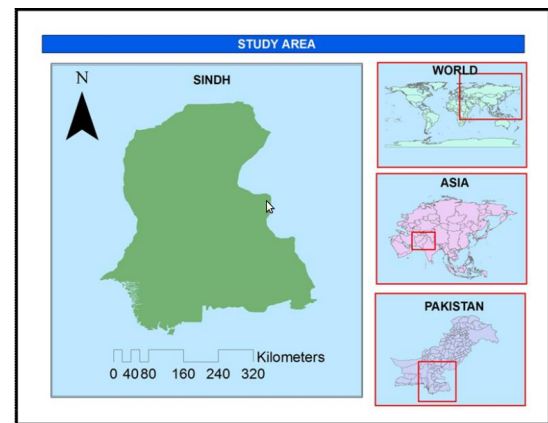 STUDY AREA
N
SINDH
Kilometers
0 40 80 160 240 320
WORLD
ASIA
PAKISTAN